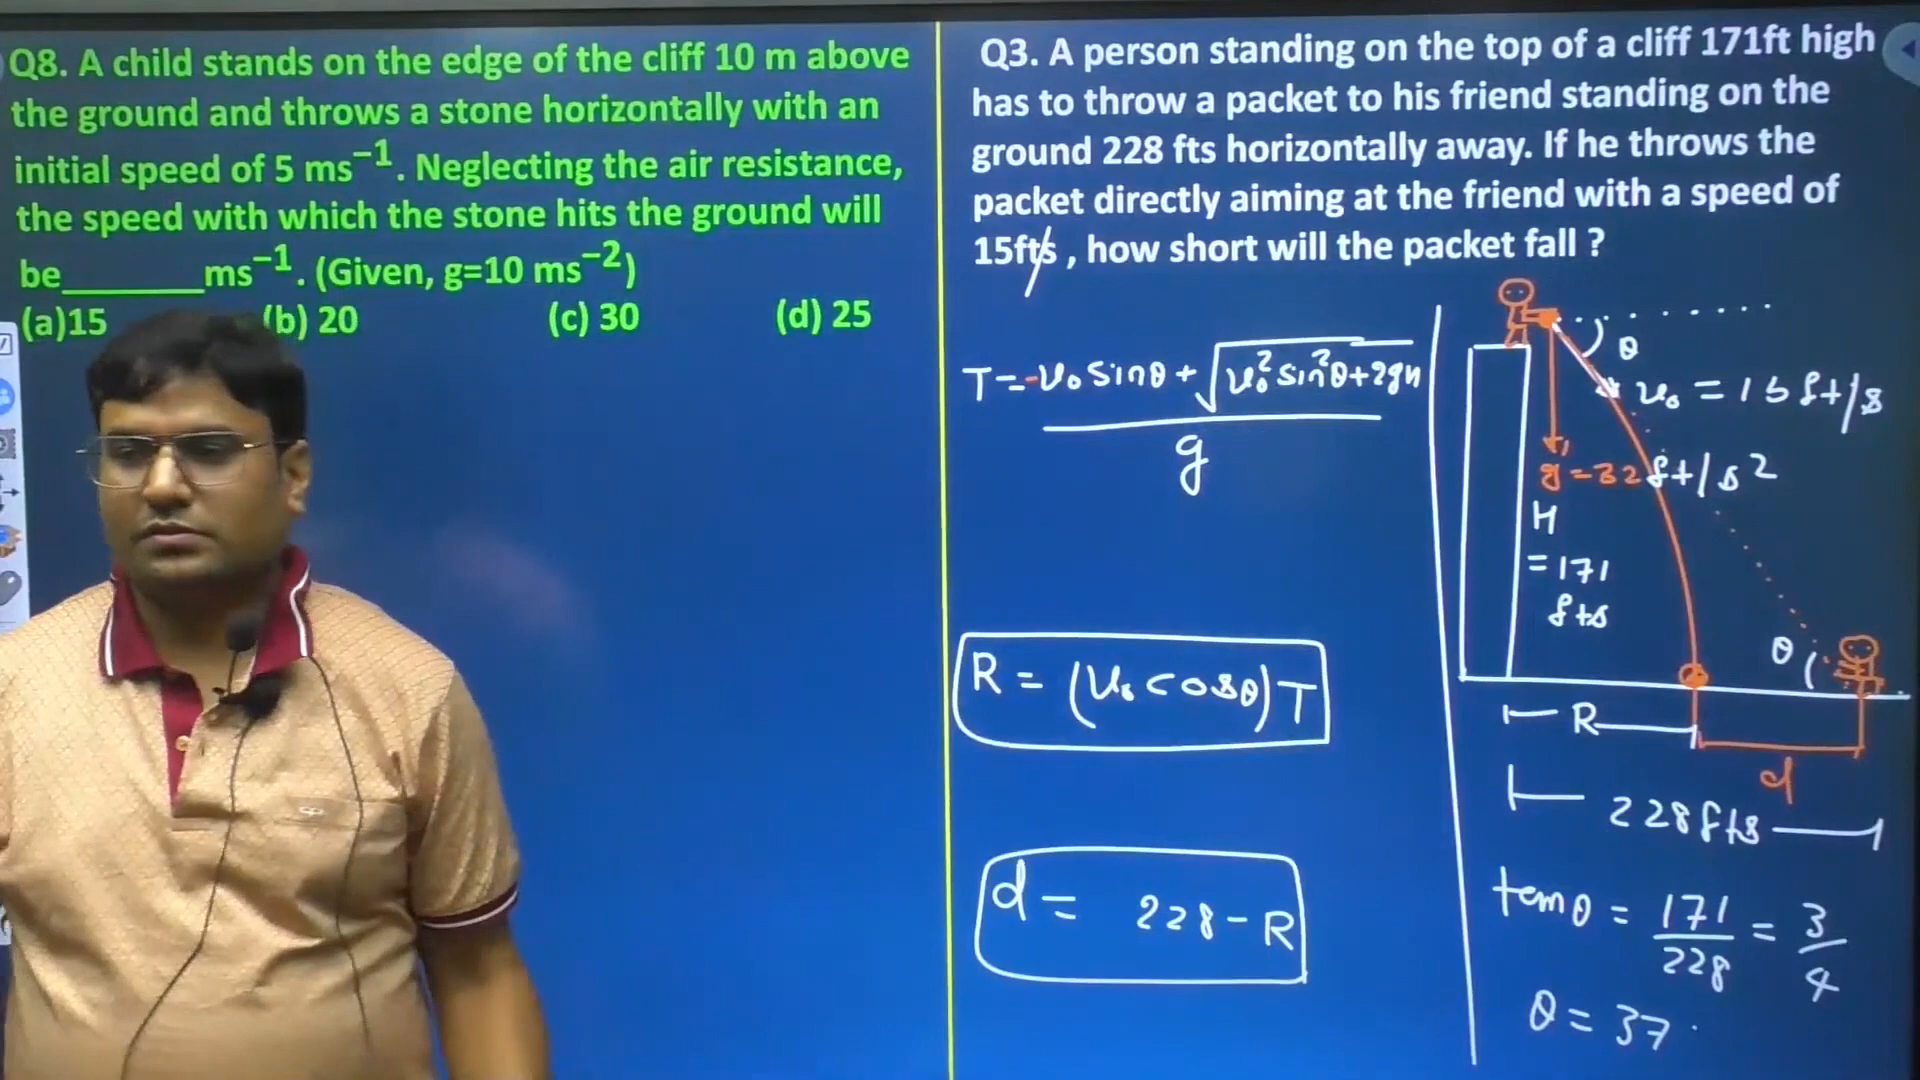 Q8. A child stands on the edge of the cliff 10 m above
the ground and throws a stone horizontally with an
initial speed of 5 ms⁻¹. Neglecting the air resistance,
the speed with which the stone hits the ground will
be_______ms⁻¹. (Given, g=10 ms⁻²)
(a)15 (b) 20 (c) 30 (d) 25
Q3. A person standing on the top of a cliff 171ft high
has to throw a packet to his friend standing on the
ground 228 fts horizontally away. If he throws the
packet directly aiming at the friend with a speed of
15ft/s , how short will the packet fall ?
T = -u₀ sinθ + √(u₀² sin²θ + 2gH)
g
R = (u₀ cosθ) T
d = 228 - R
θ
u₀ = 15 ft/s
g = 32 ft/s²
H
= 171
fts
θ
R
d
228 fts
tanθ = 171/228 = 3/4
θ = 37